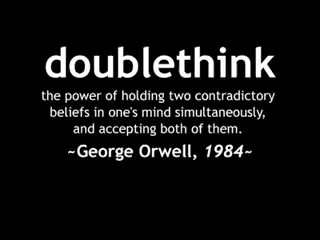 doublethink
the power of holding two contradictory
beliefs in one's mind simultaneously,
and accepting both of them.
~George Orwell, 1984~